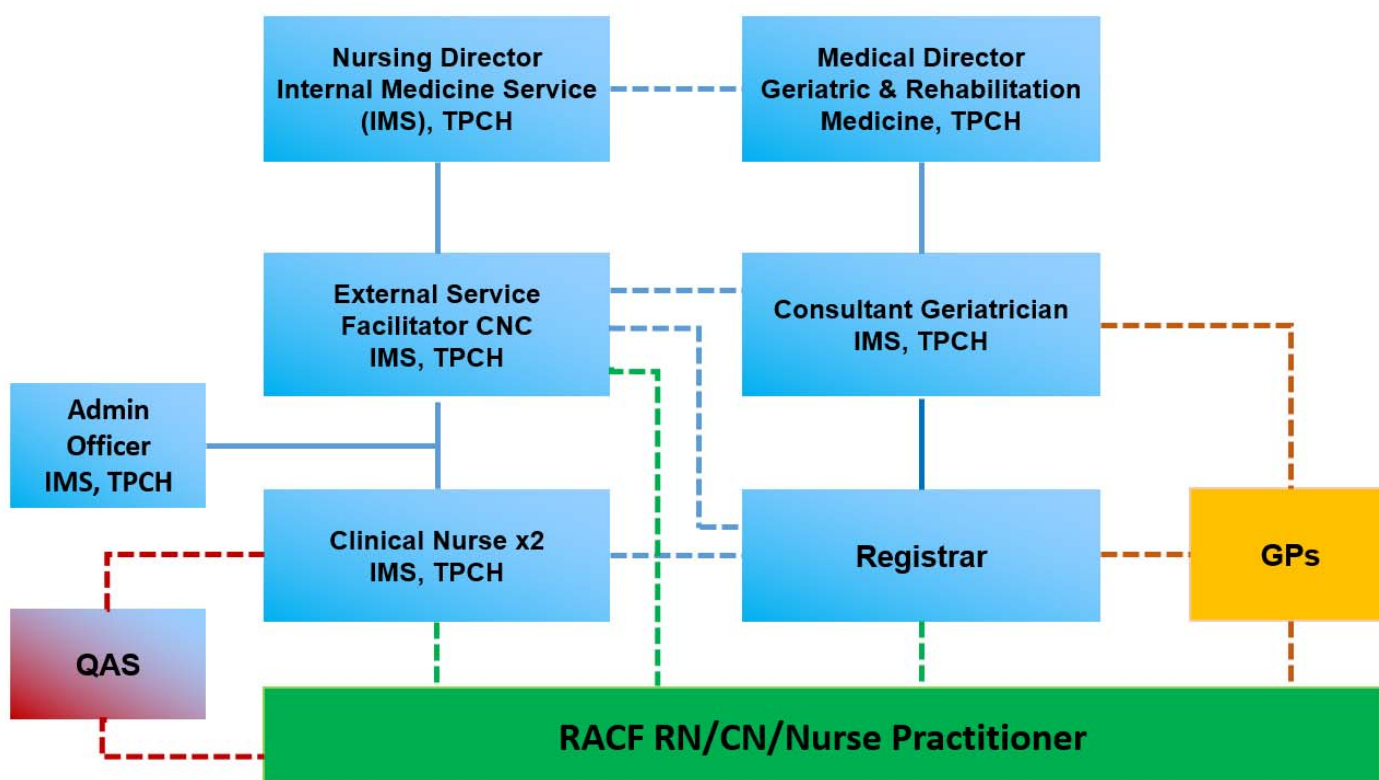 Nursing Director
Internal Medicine Service
(IMS), TPCH
Medical Director
Geriatric & Rehabilitation
Medicine, TPCH
External Service
Facilitator CNC
IMS, TPCH
Consultant Geriatrician
IMS, TPCH
Admin
Officer
IMS, TPCH
Clinical Nurse x2
IMS, TPCH
Registrar
GPs
QAS
RACF RN/CN/Nurse Practitioner